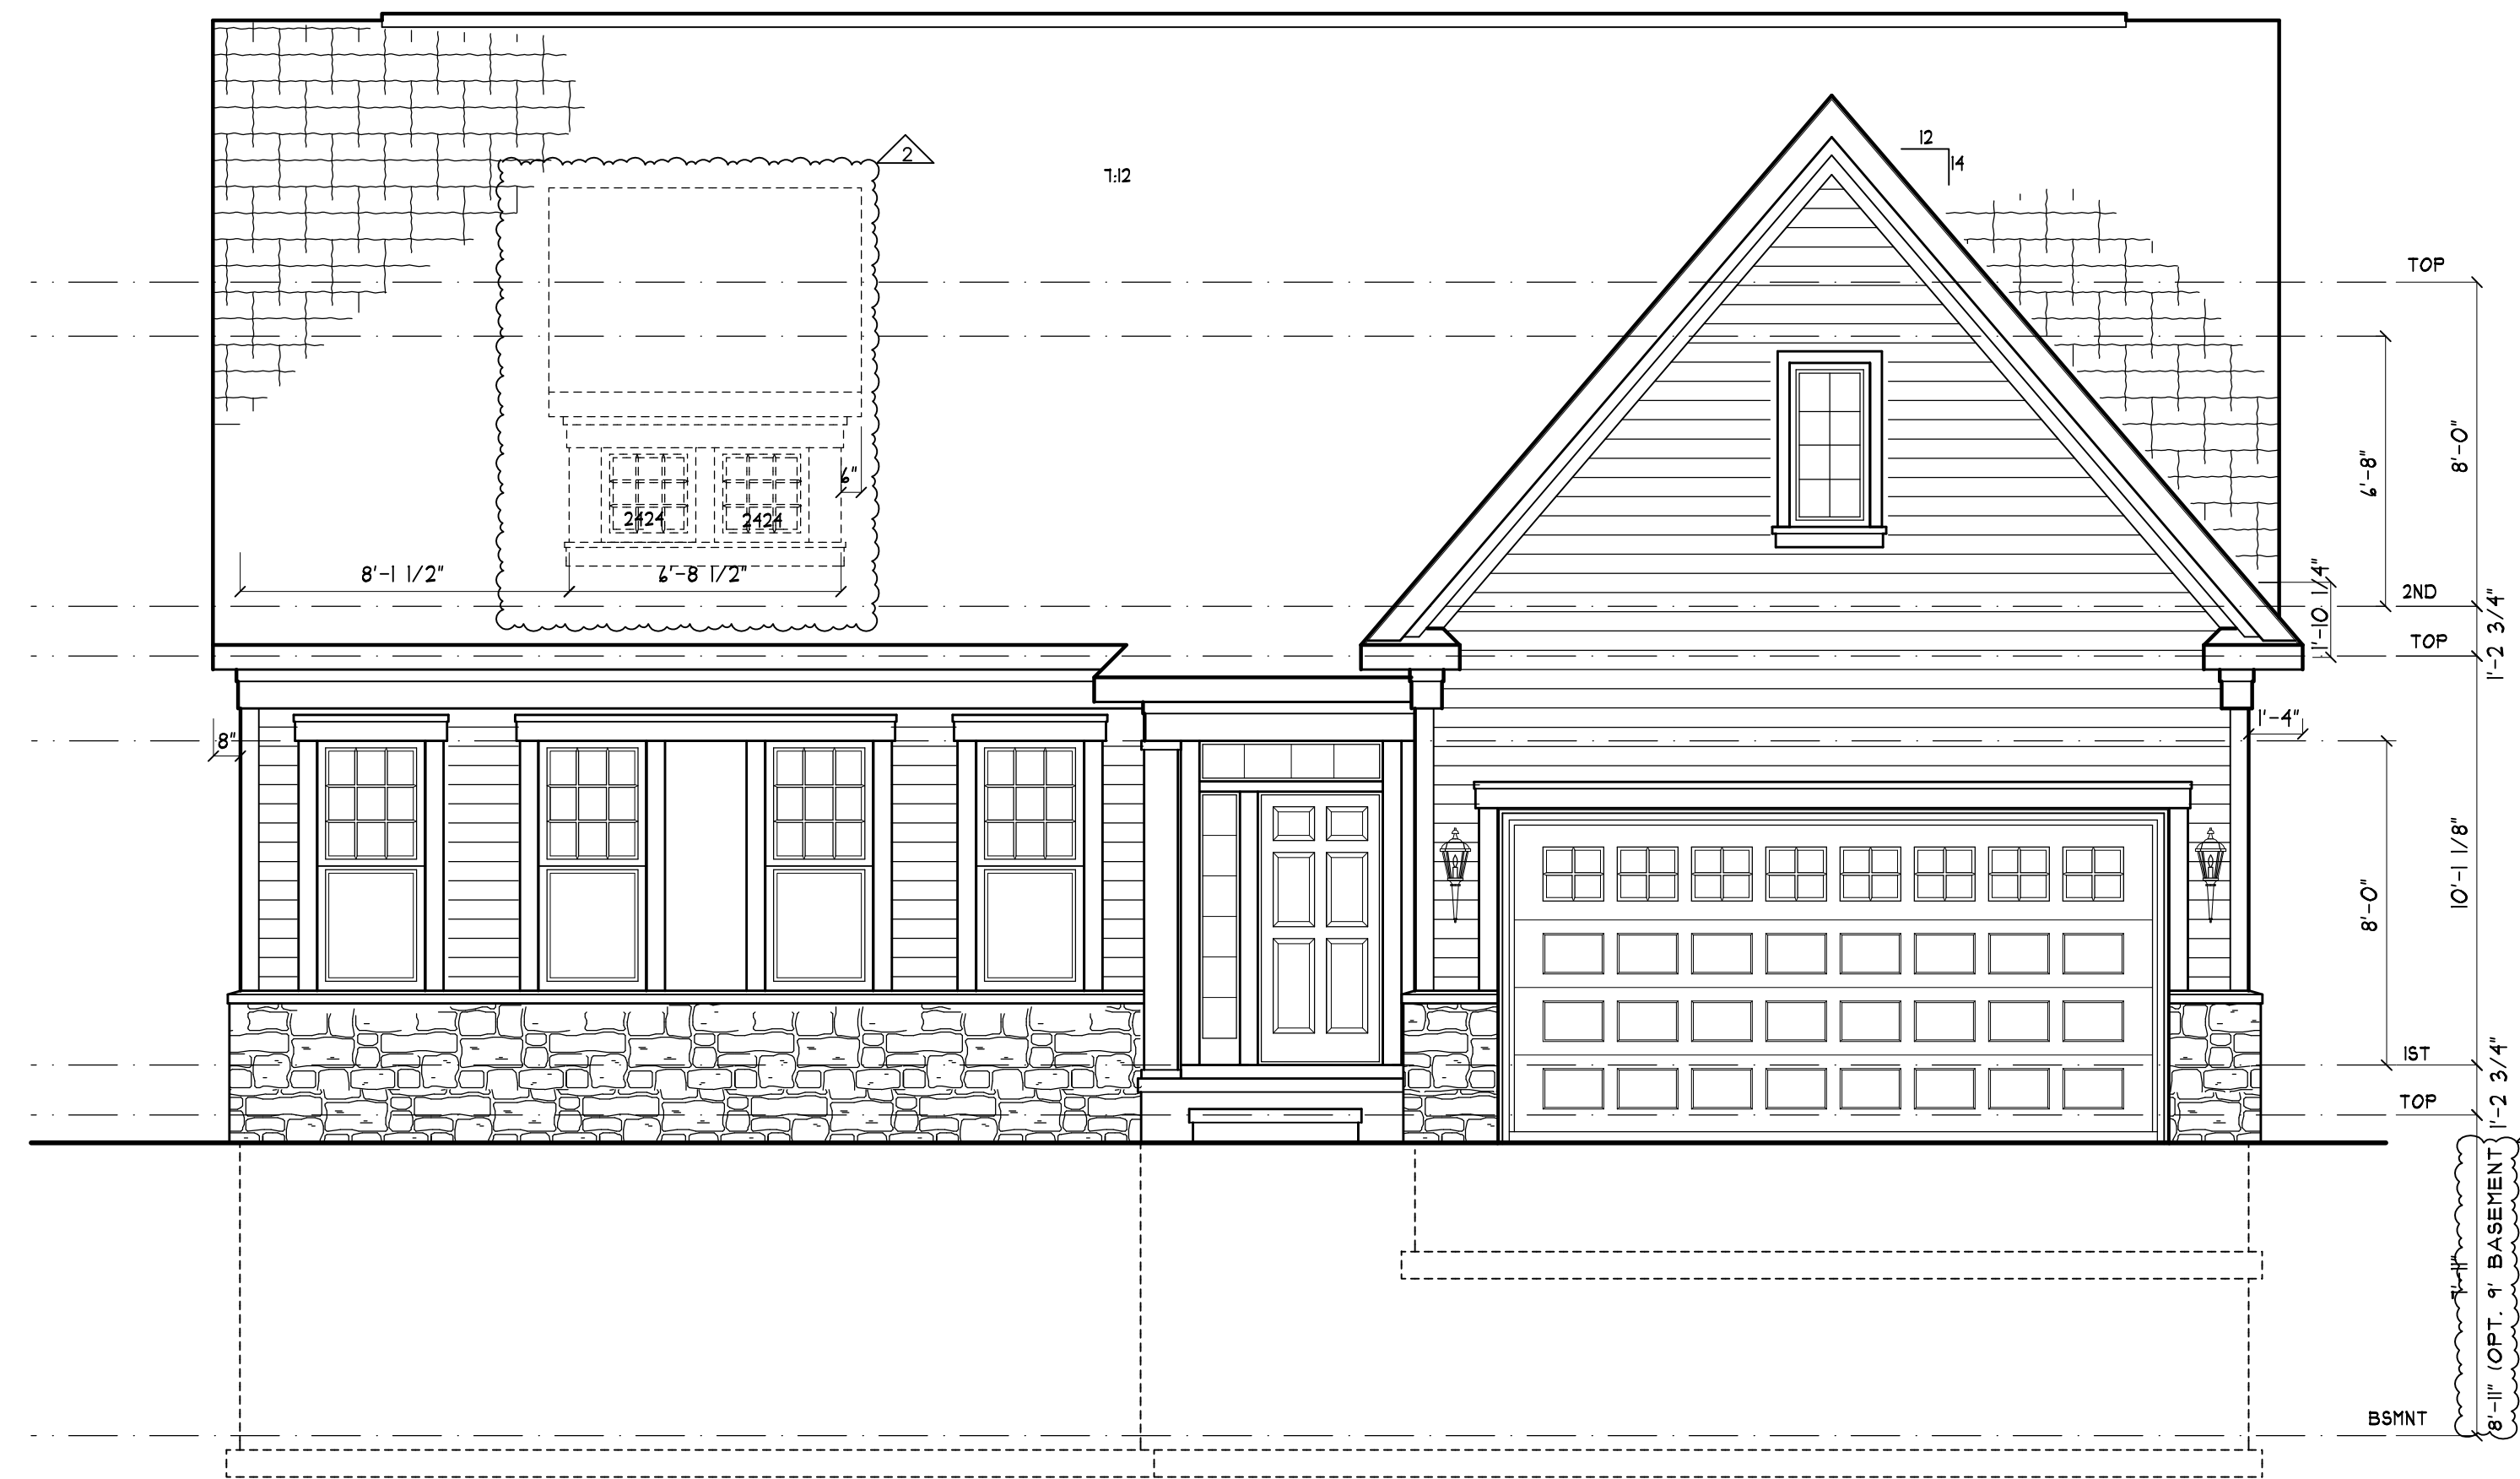 2
7:12
12
14
TOP
6"
2424
2424
8'-1 1/2"
6'-8 1/2"
6'-8"
8'-0"
1'-10 1/4"
2ND
TOP
1'-2 3/4"
8"
1'-4"
8'-0"
10'-1 1/8"
1ST
TOP
1'-2 3/4"
7'-11"
8'-11" (OPT. 9' BASEMENT)
BSMNT